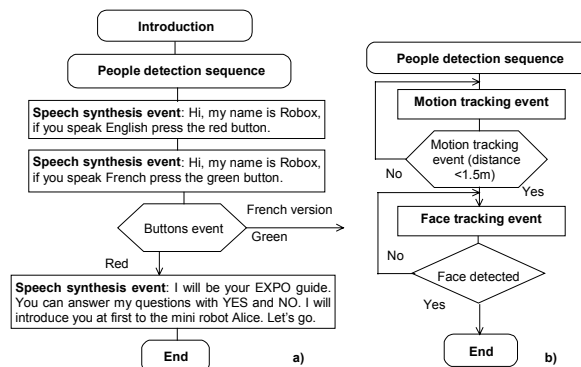 Introduction
People detection sequence
Speech synthesis event: Hi, my name is Robox,
if you speak English press the red button.
Speech synthesis event: Hi, my name is Robox,
if you speak French press the green button.
Buttons event
French version
Green
Red
Speech synthesis event: I will be your EXPO guide.
You can answer my questions with YES and NO. I will
introduce you at first to the mini robot Alice. Let's go.
End
a)
People detection sequence
Motion tracking event
Motion tracking
event (distance
<1.5m)
No
Yes
Face tracking event
No
Face detected
Yes
End
b)